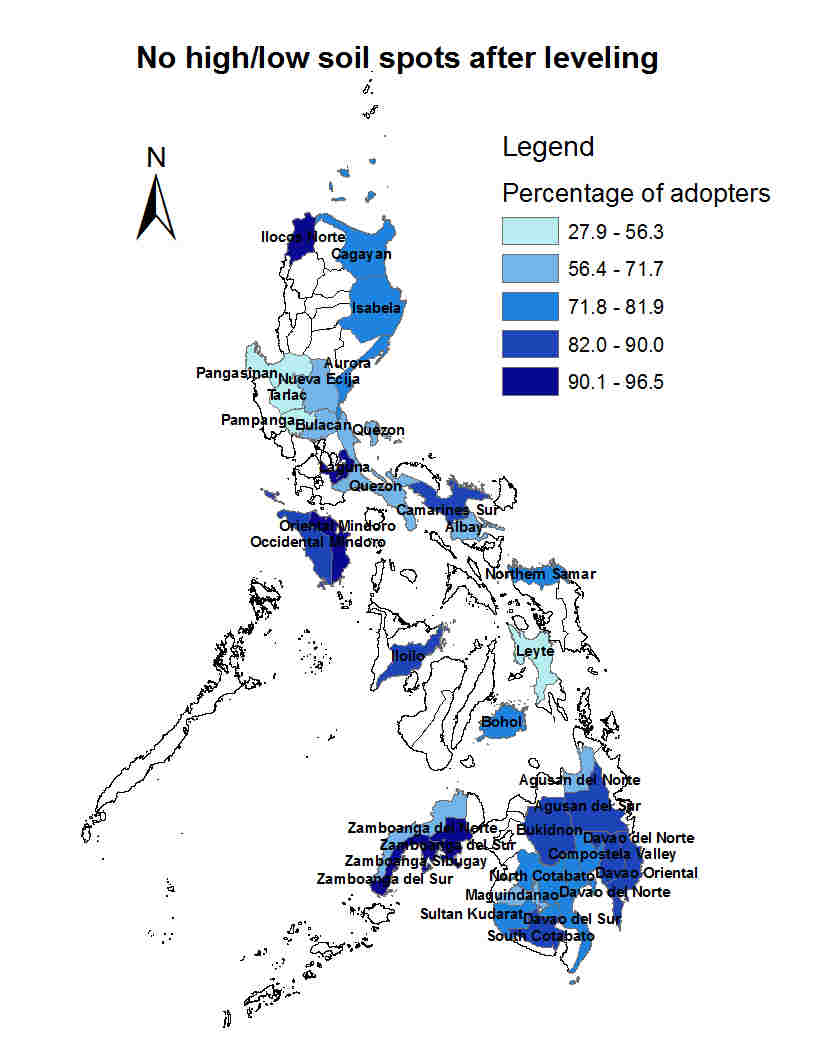 No high/low soil spots after leveling
N
Legend
Percentage of adopters
27.9 - 56.3
56.4 - 71.7
71.8 - 81.9
82.0 - 90.0
90.1 - 96.5
Ilocos Norte
Cagayan
Isabela
Aurora
Pangasinan
Nueva Ecija
Tarlac
Pampanga
Bulacan
Quezon
Laguna
Quezon
Camarines Sur
Oriental Mindoro
Albay
Occidental Mindoro
Northern Samar
Leyte
Iloilo
Bohol
Agusan del Norte
Agusan del Sur
Zamboanga del Norte
Bukidnon
Davao del Norte
Zamboanga del Sur
Compostela Valley
Zamboanga Sibugay
Davao Oriental
North Cotabato
Zamboanga del Sur
Maguindanao
Davao del Norte
Sultan Kudarat
Davao del Sur
South Cotabato